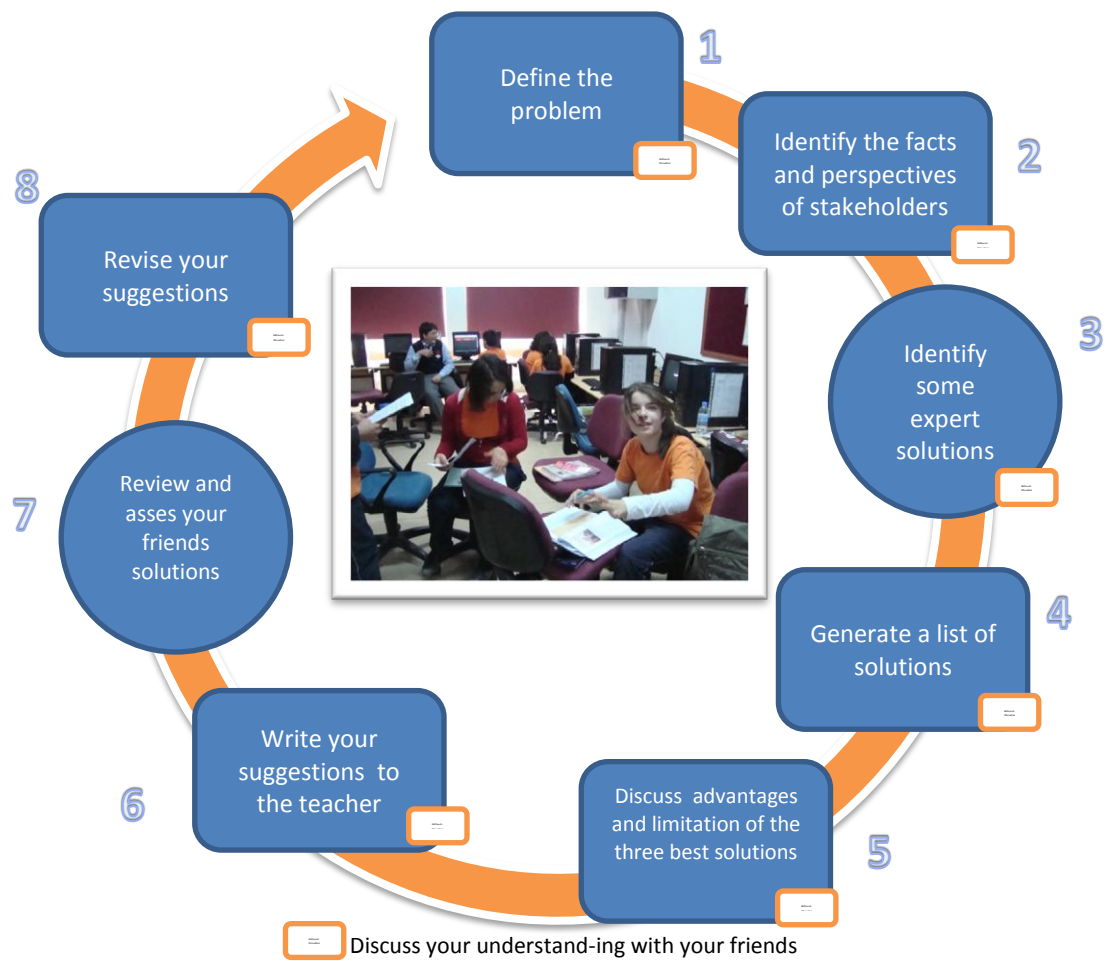 1
Define the
problem
2
Identify the facts
and perspectives
of stakeholders
3
Identify
some
expert
solutions
4
Generate a list of
solutions
5
Discuss advantages
and limitation of the
three best solutions
6
Write your
suggestions to
the teacher
7
Review and
asses your
friends
solutions
8
Revise your
suggestions
Discuss your understand-ing with your friends